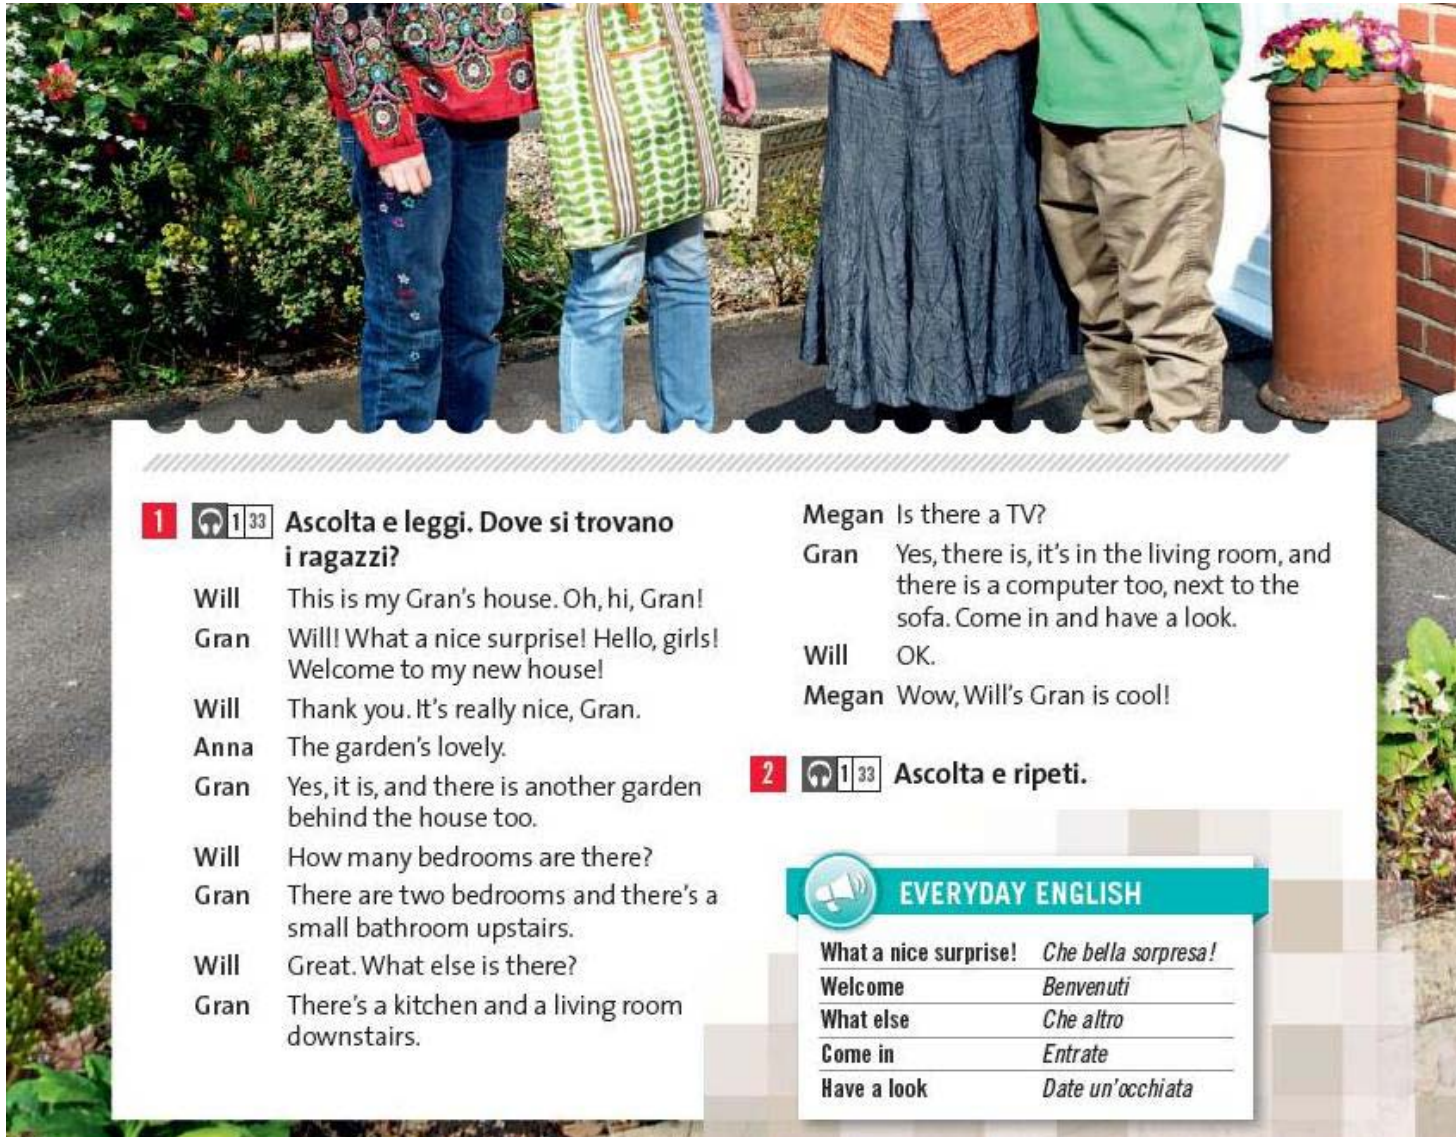 1 1 33 Ascolta e leggi. Dove si trovano
i ragazzi?
Will This is my Gran's house. Oh, hi, Gran!
Gran Will! What a nice surprise! Hello, girls!
Welcome to my new house!
Will Thank you. It's really nice, Gran.
Anna The garden's lovely.
Gran Yes, it is, and there is another garden
behind the house too.
Will How many bedrooms are there?
Gran There are two bedrooms and there's a
small bathroom upstairs.
Will Great. What else is there?
Gran There's a kitchen and a living room
downstairs.
Megan Is there a TV?
Gran Yes, there is, it's in the living room, and
there is a computer too, next to the
sofa. Come in and have a look.
Will OK.
Megan Wow, Will's Gran is cool!
2 1 33 Ascolta e ripeti.
EVERYDAY ENGLISH
What a nice surprise! Che bella sorpresa!
Welcome Benvenuti
What else Che altro
Come in Entrate
Have a look Date un'occhiata